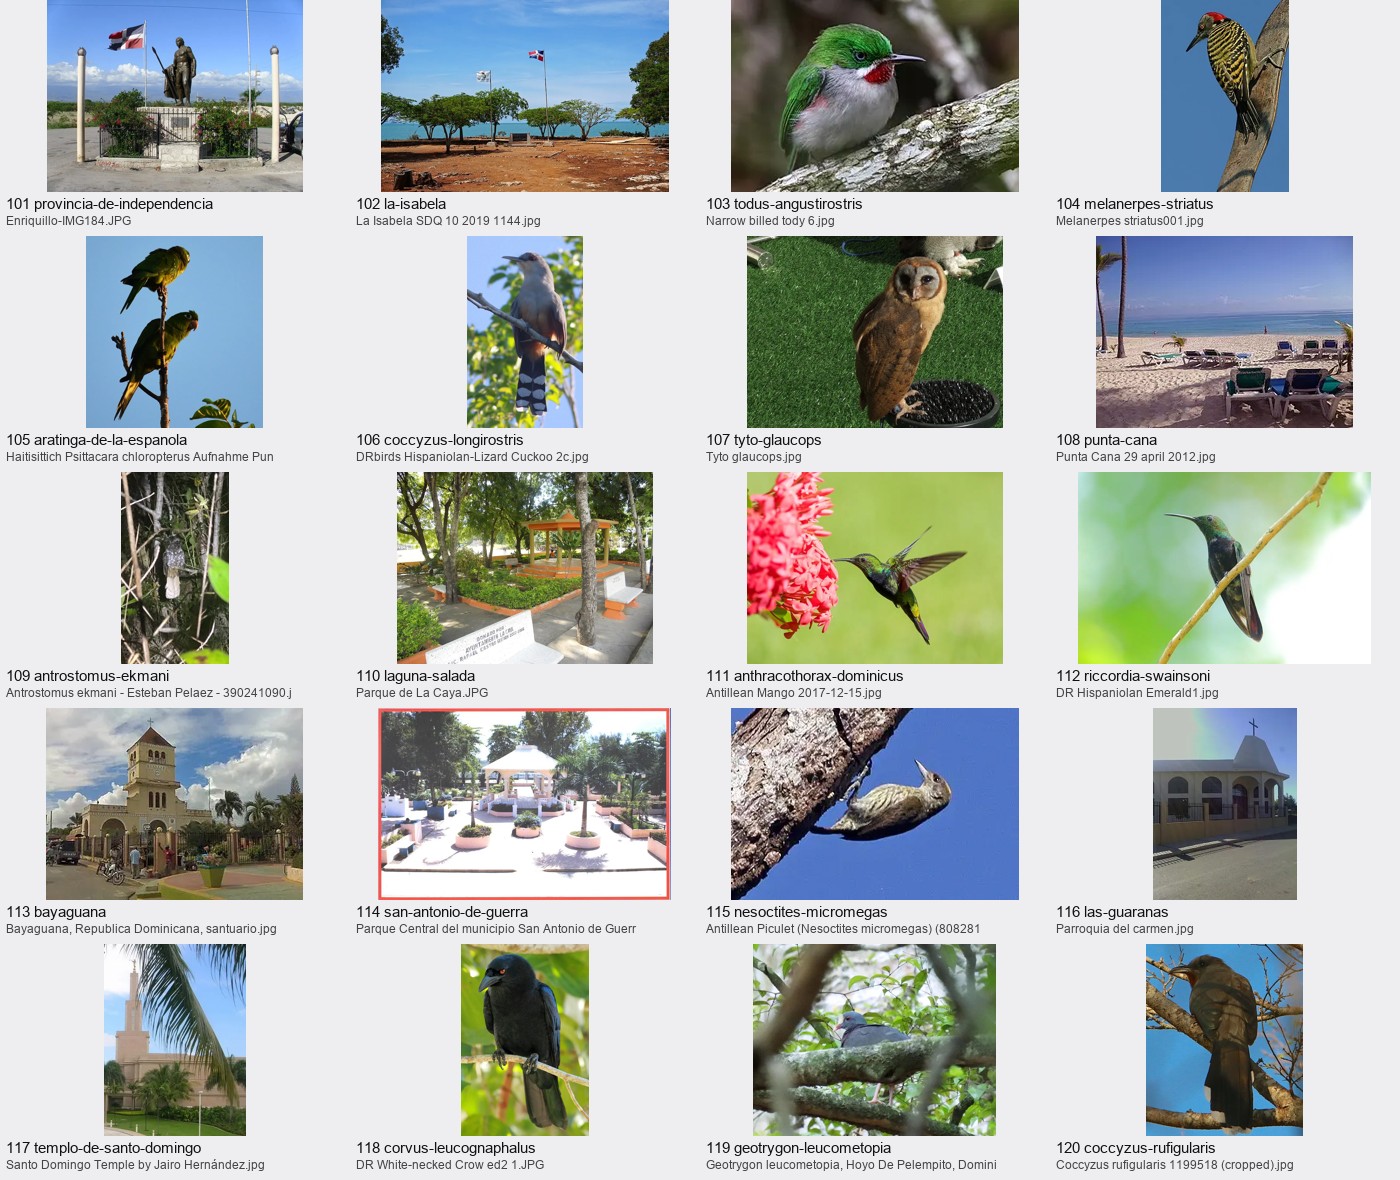 101 provincia-de-independencia
Enriquillo-IMG184.JPG
102 la-isabela
La Isabela SDQ 10 2019 1144.jpg
103 todus-angustirostris
Narrow billed tody 6.jpg
104 melanerpes-striatus
Melanerpes striatus001.jpg
105 aratinga-de-la-espanola
Haitisittich Psittacara chloropterus Aufnahme Pun
106 coccyzus-longirostris
DRbirds Hispaniolan-Lizard Cuckoo 2c.jpg
107 tyto-glaucops
Tyto glaucops.jpg
108 punta-cana
Punta Cana 29 april 2012.jpg
109 antrostomus-ekmani
Antrostomus ekmani - Esteban Pelaez - 390241090.j
110 laguna-salada
Parque de La Caya.JPG
111 anthracothorax-dominicus
Antillean Mango 2017-12-15.jpg
112 riccordia-swainsoni
DR Hispaniolan Emerald1.jpg
113 bayaguana
Bayaguana, Republica Dominicana, santuario.jpg
114 san-antonio-de-guerra
Parque Central del municipio San Antonio de Guerr
115 nesoctites-micromegas
Antillean Piculet (Nesoctites micromegas) (808281
116 las-guaranas
Parroquia del carmen.jpg
117 templo-de-santo-domingo
Santo Domingo Temple by Jairo Hernández.jpg
118 corvus-leucognaphalus
DR White-necked Crow ed2 1.JPG
119 geotrygon-leucometopia
Geotrygon leucometopia, Hoyo De Pelempito, Domini
120 coccyzus-rufigularis
Coccyzus rufigularis 1199518 (cropped).jpg